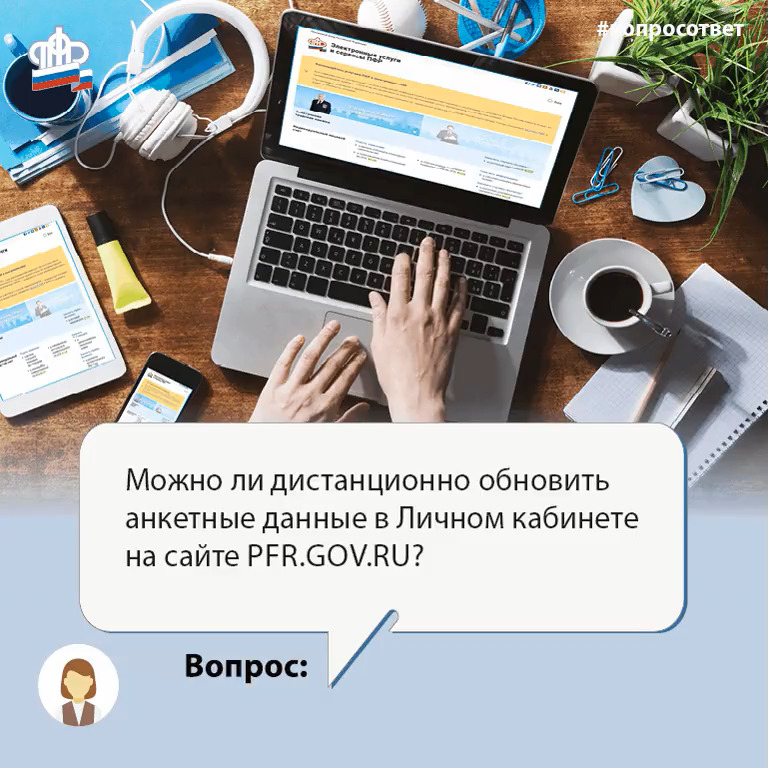 #вопросответ
Электронные услуги
и сервисы ПФР
Можно ли дистанционно обновить
анкетные данные в Личном кабинете
на сайте PFR.GOV.RU?
Вопрос: